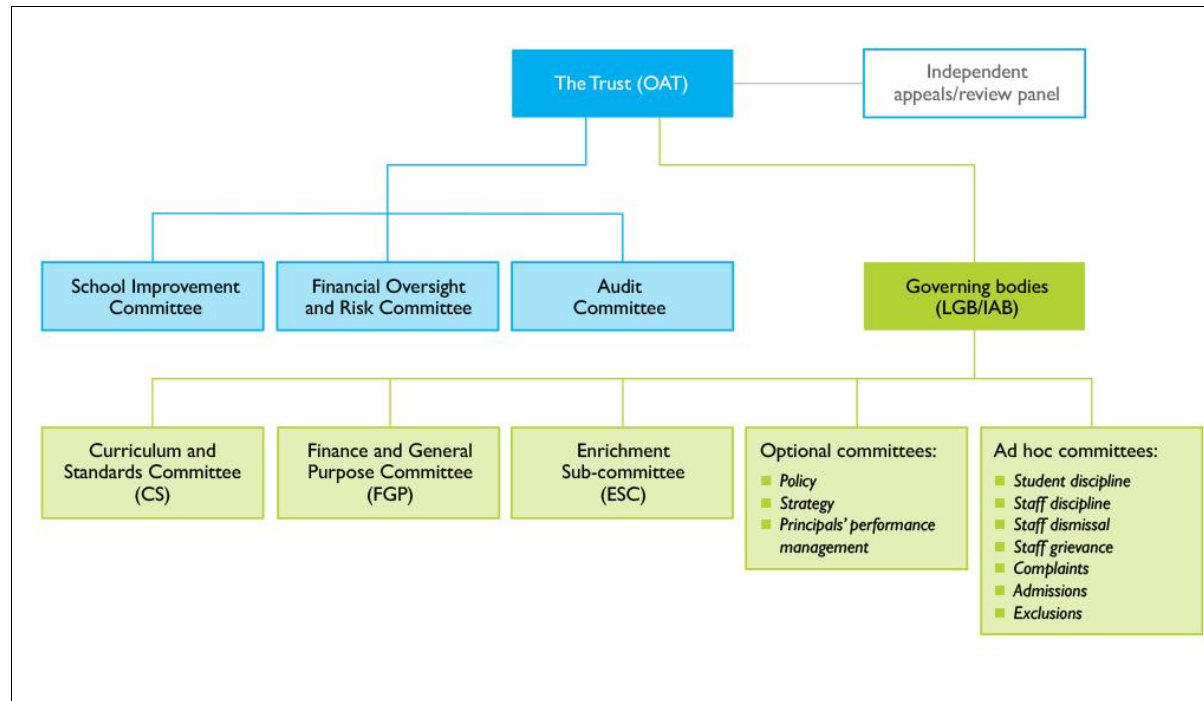 The Trust (OAT)
Independent
appeals/review panel
School Improvement
Committee
Financial Oversight
and Risk Committee
Audit
Committee
Governing bodies
(LGB/IAB)
Curriculum and
Standards Committee
(CS)
Finance and General
Purpose Committee
(FGP)
Enrichment
Sub-committee
(ESC)
Optional committees:
Policy
Strategy
Principals’ performance
management
Ad hoc committees:
Student discipline
Staff discipline
Staff dismissal
Staff grievance
Complaints
Admissions
Exclusions